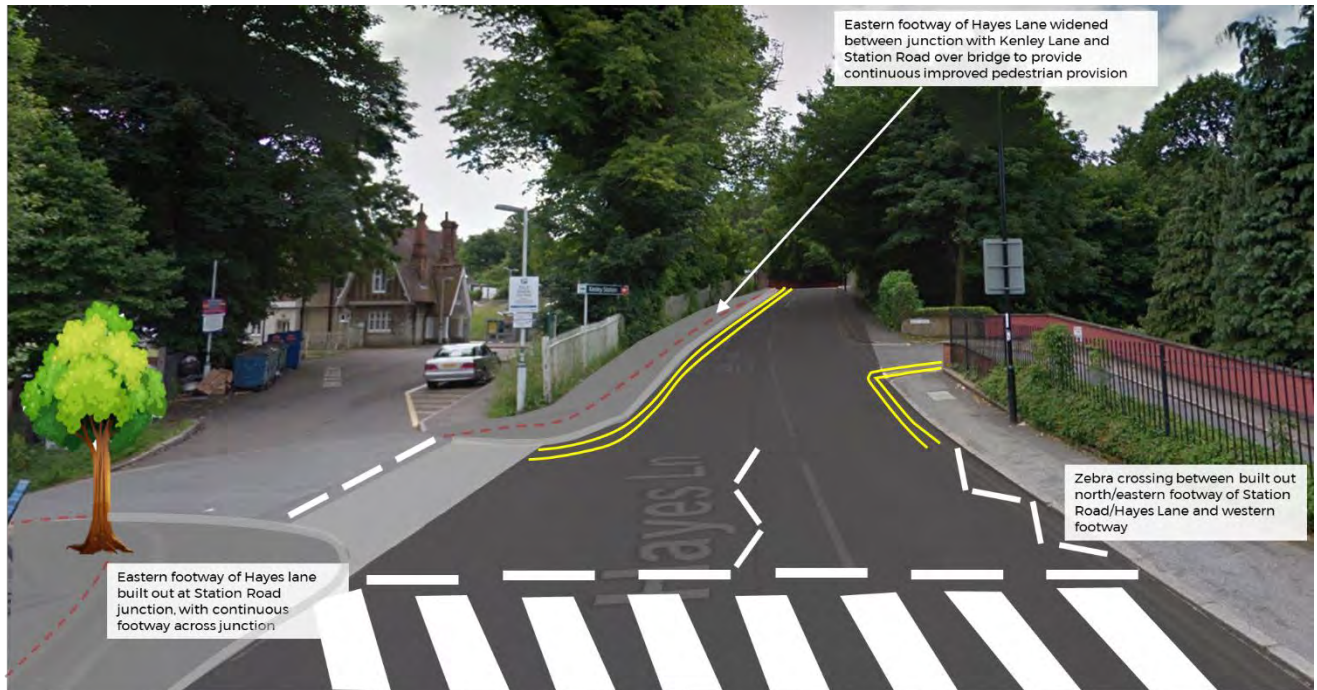 Eastern footway of Hayes Lane widened
between junction with Kenley Lane and
Station Road over bridge to provide
continuous improved pedestrian provision
Kenley Station
Hayes Ln
Zebra crossing between built out
north/eastern footway of Station
Road/Hayes Lane and western
footway
Eastern footway of Hayes lane
built out at Station Road
junction, with continuous
footway across junction